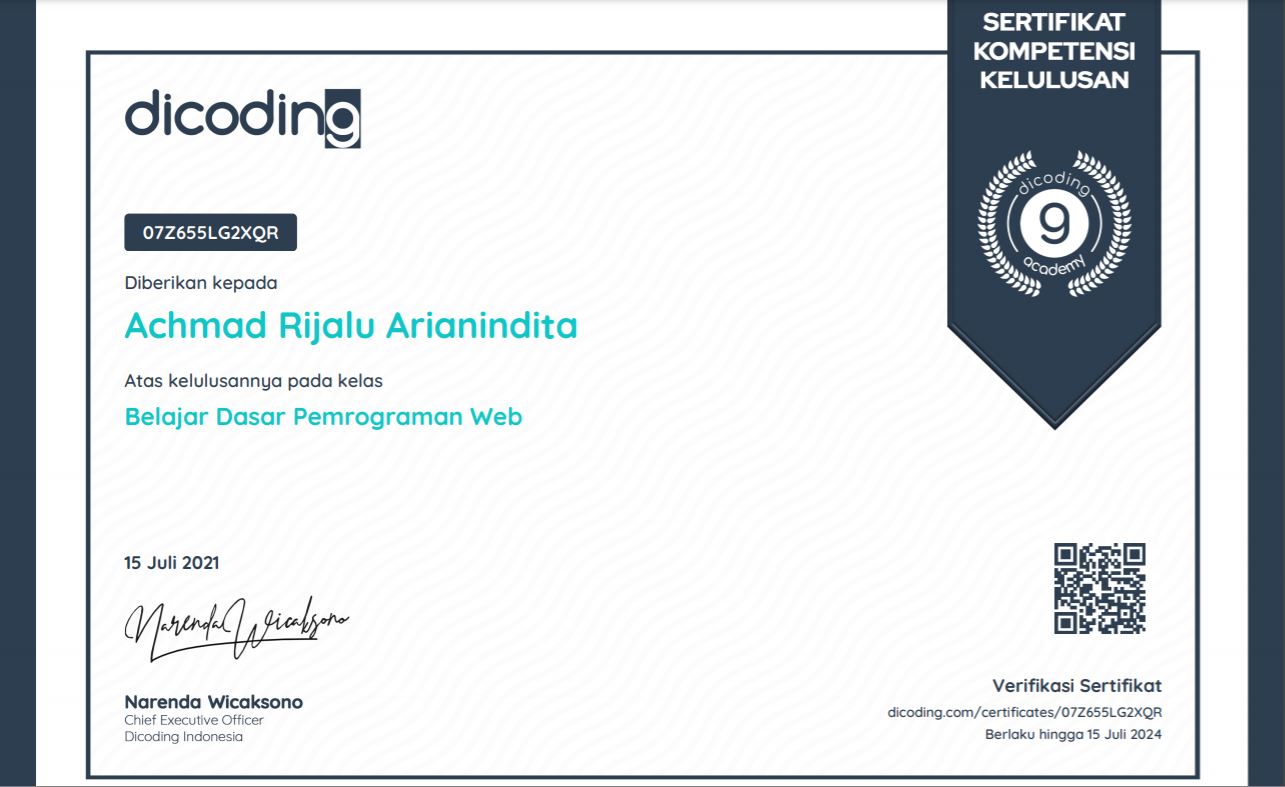 SERTIFIKAT
KOMPETENSI
KELULUSAN
dicoding
dicoding
9
academy
07Z655LG2XQR
Diberikan kepada
Achmad Rijalu Arianindita
Atas kelulusannya pada kelas
Belajar Dasar Pemrograman Web
15 Juli 2021
Narenda Wicaksono
Narenda Wicaksono
Chief Executive Officer
Dicoding Indonesia
Verifikasi Sertifikat
dicoding.com/certificates/07Z655LG2XQR
Berlaku hingga 15 Juli 2024